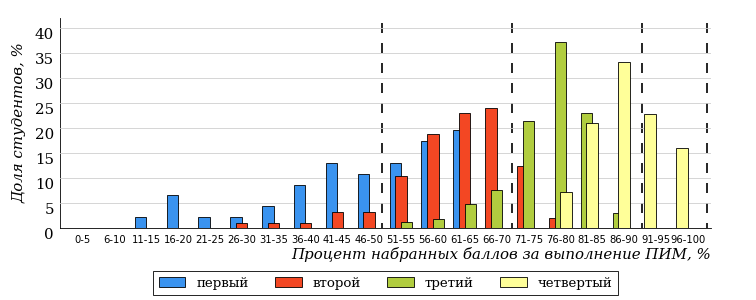 Доля студентов, %
40
35
30
25
20
15
10
5
0
0-5 6-10 11-15 16-20 21-25 26-30 31-35 36-40 41-45 46-50 51-55 56-60 61-65 66-70 71-75 76-80 81-85 86-90 91-95 96-100
Процент набранных баллов за выполнение ПИМ, %
первый второй третий четвертый